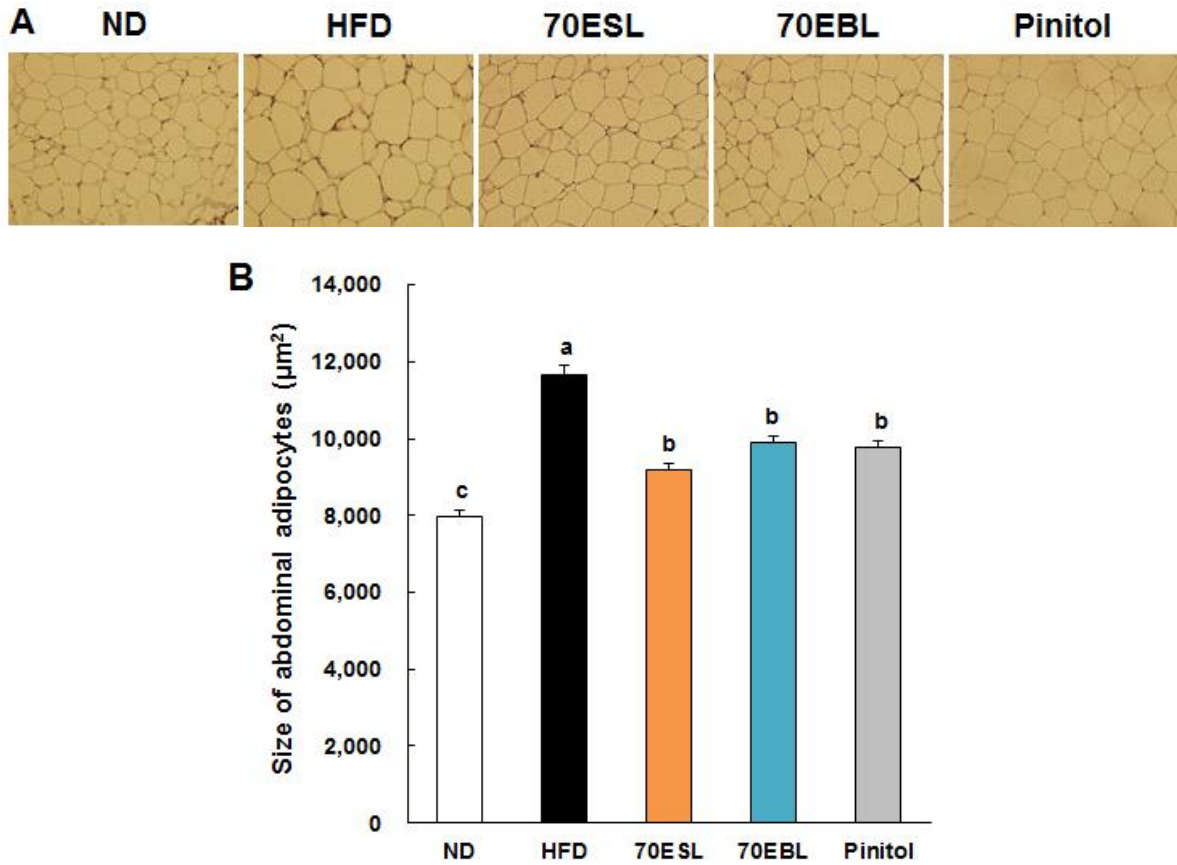 A ND HFD 70ESL 70EBL Pinitol
B
Size of abdominal adipocytes (µm²)
14,000
12,000
10,000
8,000
6,000
4,000
2,000
0
a
b
b
b
c
ND HFD 70ESL 70EBL Pinitol